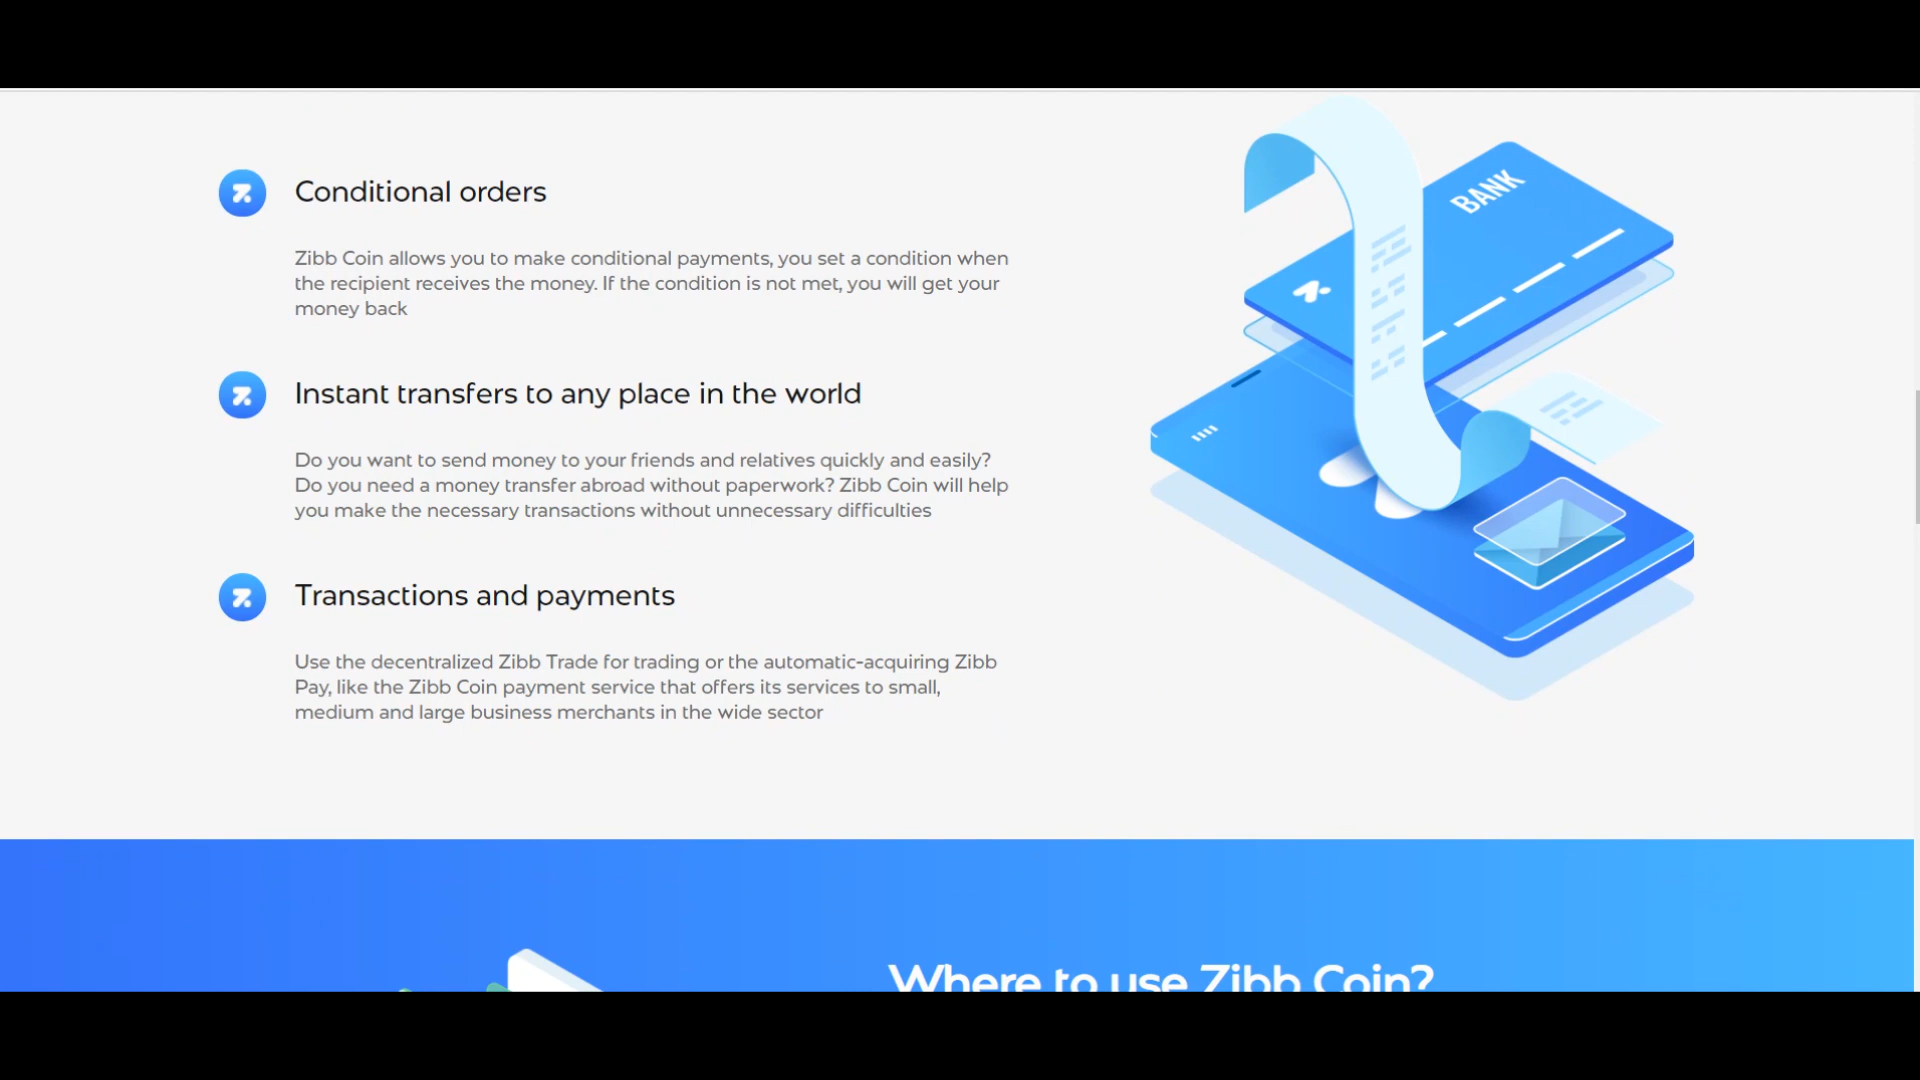 Conditional orders
Zibb Coin allows you to make conditional payments, you set a condition when
the recipient receives the money. If the condition is not met, you will get your
money back
Instant transfers to any place in the world
Do you want to send money to your friends and relatives quickly and easily?
Do you need a money transfer abroad without paperwork? Zibb Coin will help
you make the necessary transactions without unnecessary difficulties
Transactions and payments
Use the decentralized Zibb Trade for trading or the automatic-acquiring Zibb
Pay, like the Zibb Coin payment service that offers its services to small,
medium and large business merchants in the wide sector
BANK
Where to use Zibb Coin?